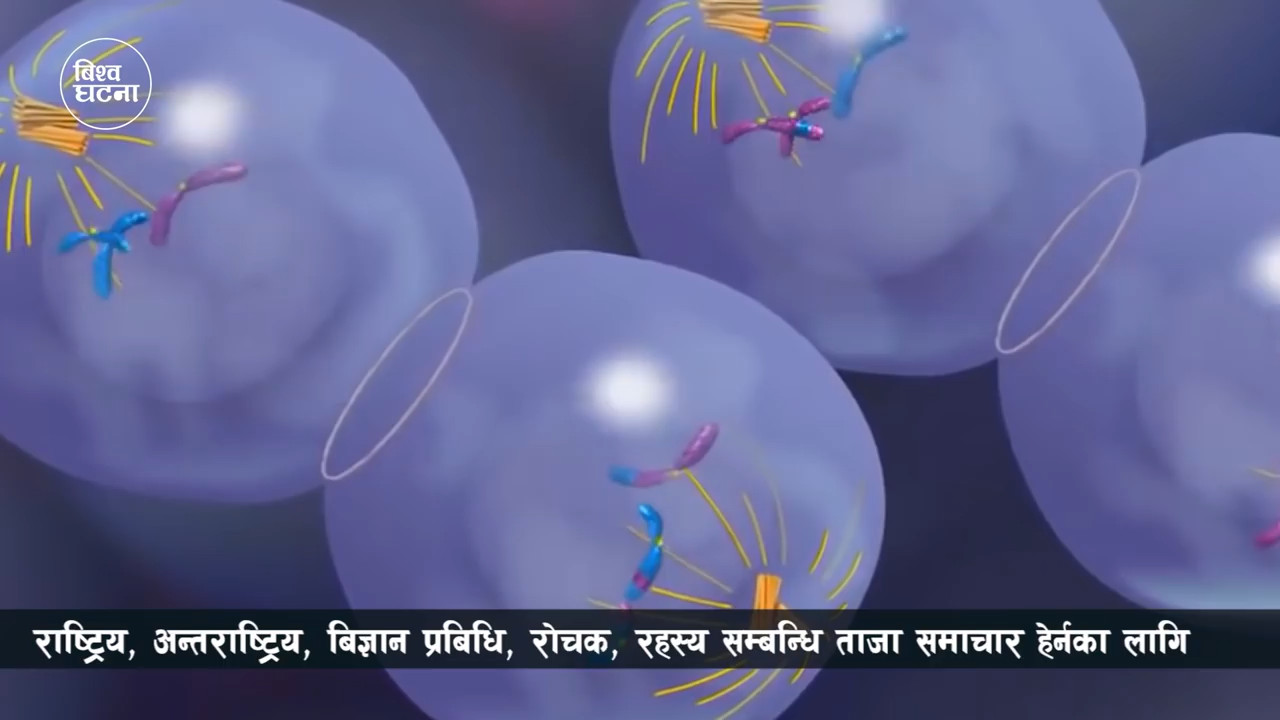 बिश्व
घटना
राष्ट्रिय, अन्तराष्ट्रिय, बिज्ञान प्रबिधि, रोचक, रहस्य सम्बन्धि ताजा समाचार हेर्नका लागि